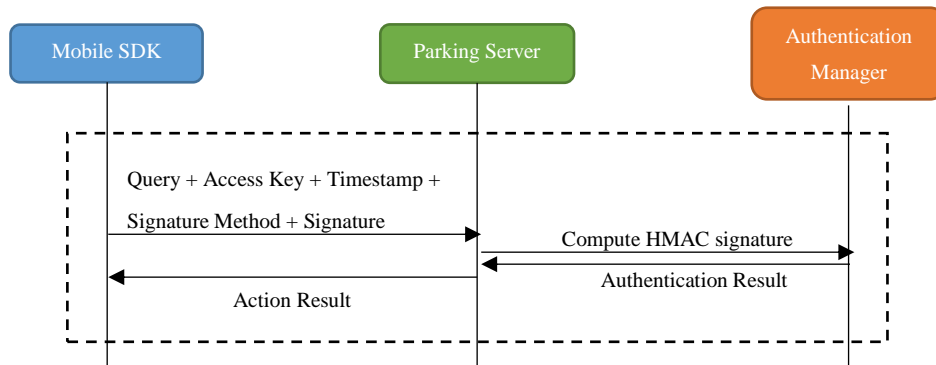 Mobile SDK
Parking Server
Authentication
Manager
Query + Access Key + Timestamp +
Signature Method + Signature
Compute HMAC signature
Authentication Result
Action Result